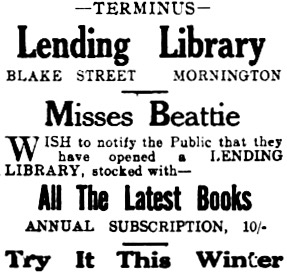 —TERMINUS—
Lending Library
BLAKE STREET MORNINGTON
Misses Beattie
WISH to notify the Public that they
have opened a LENDING
LIBRARY, stocked with—
All The Latest Books
ANNUAL SUBSCRIPTION, 10/-
Try It This Winter